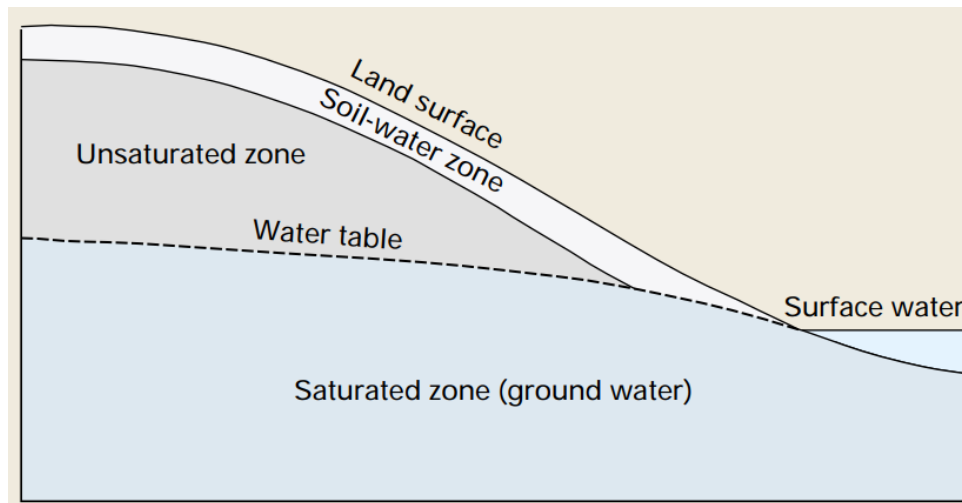 Land surface
Soil-water zone
Unsaturated zone
Water table
Surface water
Saturated zone (ground water)